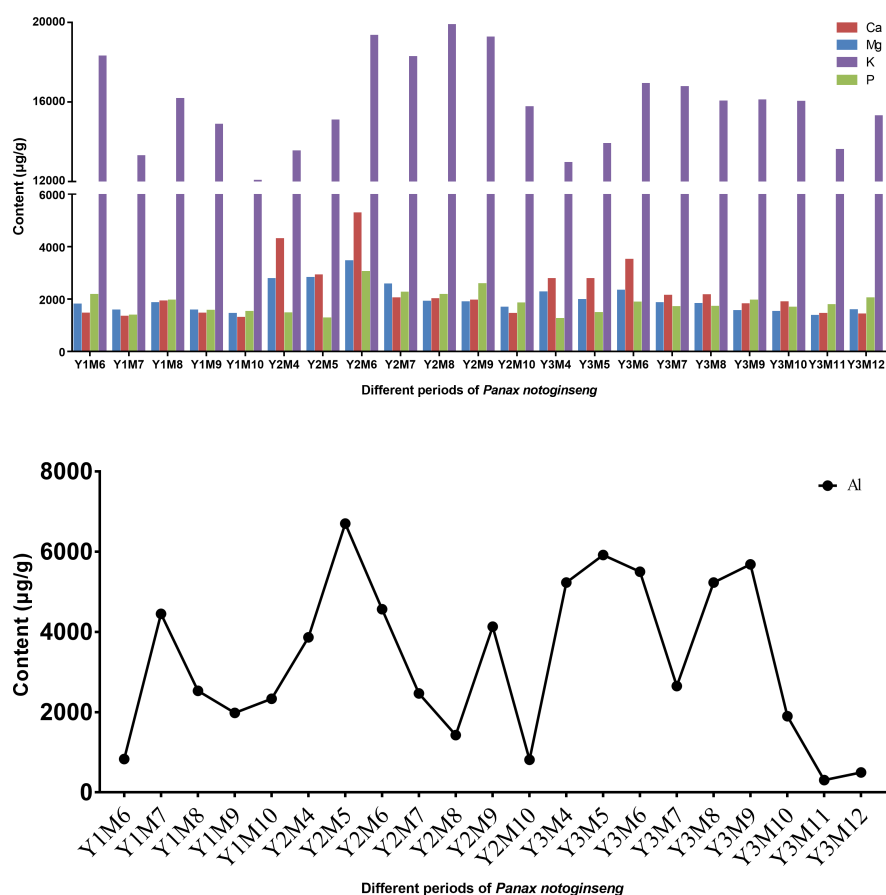 20000
16000
12000
6000
4000
2000
0
Content (µg/g)
Ca
Mg
K
P
Y1M6 Y1M7 Y1M8 Y1M9 Y1M10 Y2M4 Y2M5 Y2M6 Y2M7 Y2M8 Y2M9 Y2M10 Y3M4 Y3M5 Y3M6 Y3M7 Y3M8 Y3M9 Y3M10 Y3M11 Y3M12
Different periods of Panax notoginseng
8000
6000
4000
2000
0
Content (µg/g)
Al
Y1M6 Y1M7 Y1M8 Y1M9 Y1M10 Y2M4 Y2M5 Y2M6 Y2M7 Y2M8 Y2M9 Y2M10 Y3M4 Y3M5 Y3M6 Y3M7 Y3M8 Y3M9 Y3M10 Y3M11 Y3M12
Different periods of Panax notoginseng